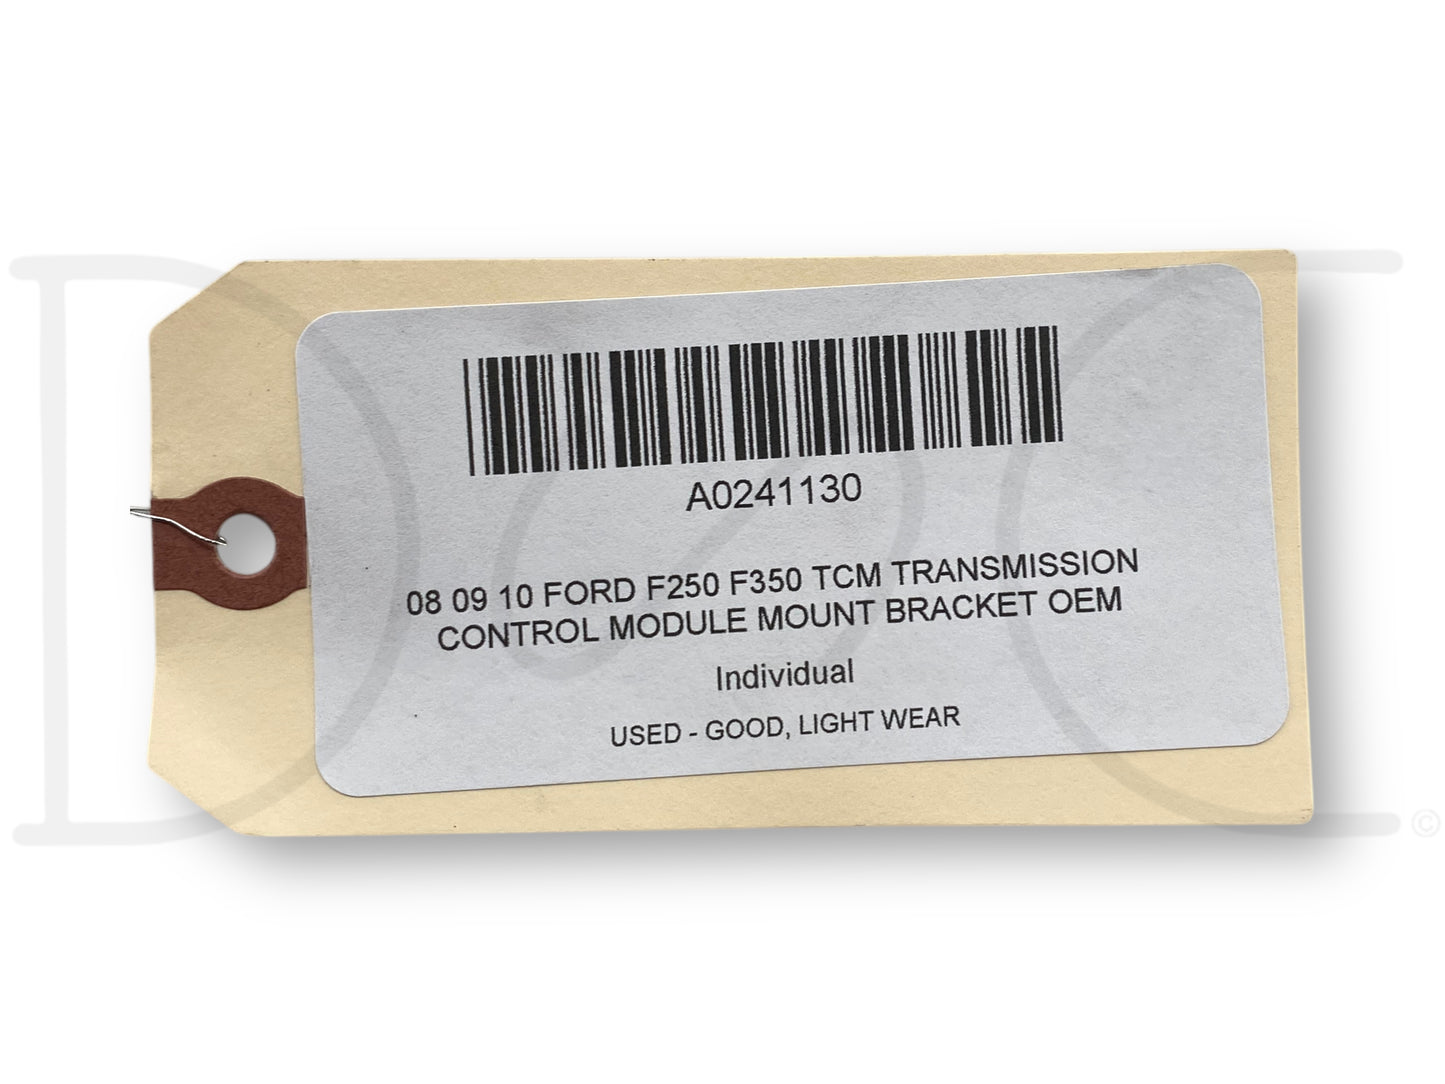 A0241130
08 09 10 FORD F250 F350 TCM TRANSMISSION
CONTROL MODULE MOUNT BRACKET OEM
Individual
USED - GOOD, LIGHT WEAR
D&C ©